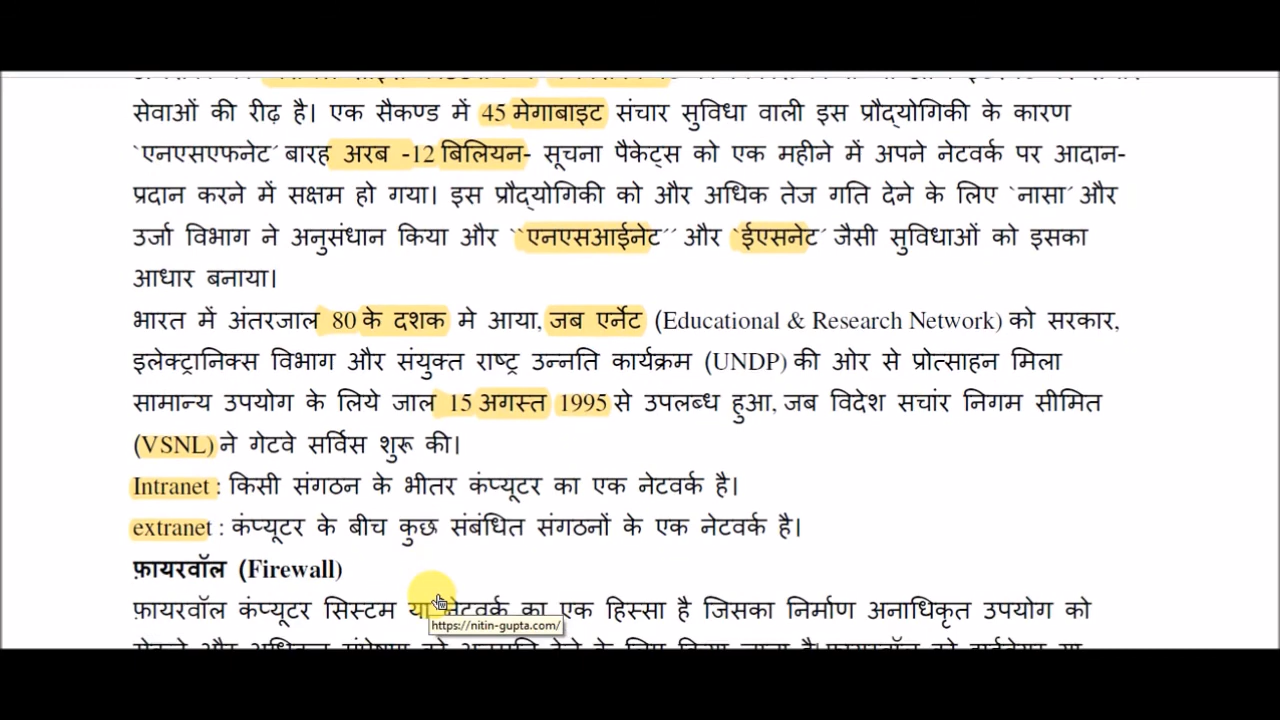 सेवाओं की रीढ़ है। एक सैकण्ड में 45 मेगाबाइट संचार सुविधा वाली इस प्रौद्योगिकी के कारण
`एनएसएफनेट´ बारह अरब -12 बिलियन- सूचना पैकेट्स को एक महीने में अपने नेटवर्क पर आदान-
प्रदान करने में सक्षम हो गया। इस प्रौद्योगिकी को और अधिक तेज गति देने के लिए `नासा´ और
उर्जा विभाग ने अनुसंधान किया और ``एनएसआईनेट´´ और `ईएसनेट´ जैसी सुविधाओं को इसका
आधार बनाया।
भारत में अंतरजाल 80 के दशक मे आया, जब एर्नेट (Educational & Research Network) को सरकार,
इलेक्ट्रानिक्स विभाग और संयुक्त राष्ट्र उन्नति कार्यक्रम (UNDP) की ओर से प्रोत्साहन मिला
सामान्य उपयोग के लिये जाल 15 अगस्त 1995 से उपलब्ध हुआ, जब विदेश सचांर निगम सीमित
(VSNL) ने गेटवे सर्विस शुरू की।
Intranet : किसी संगठन के भीतर कंप्यूटर का एक नेटवर्क है।
extranet : कंप्यूटर के बीच कुछ संबंधित संगठनों के एक नेटवर्क है।
फ़ायरवॉल (Firewall)
फ़ायरवॉल कंप्यूटर सिस्टम या नेटवर्क का एक हिस्सा है जिसका निर्माण अनाधिकृत उपयोग को
https://nitin-gupta.com/